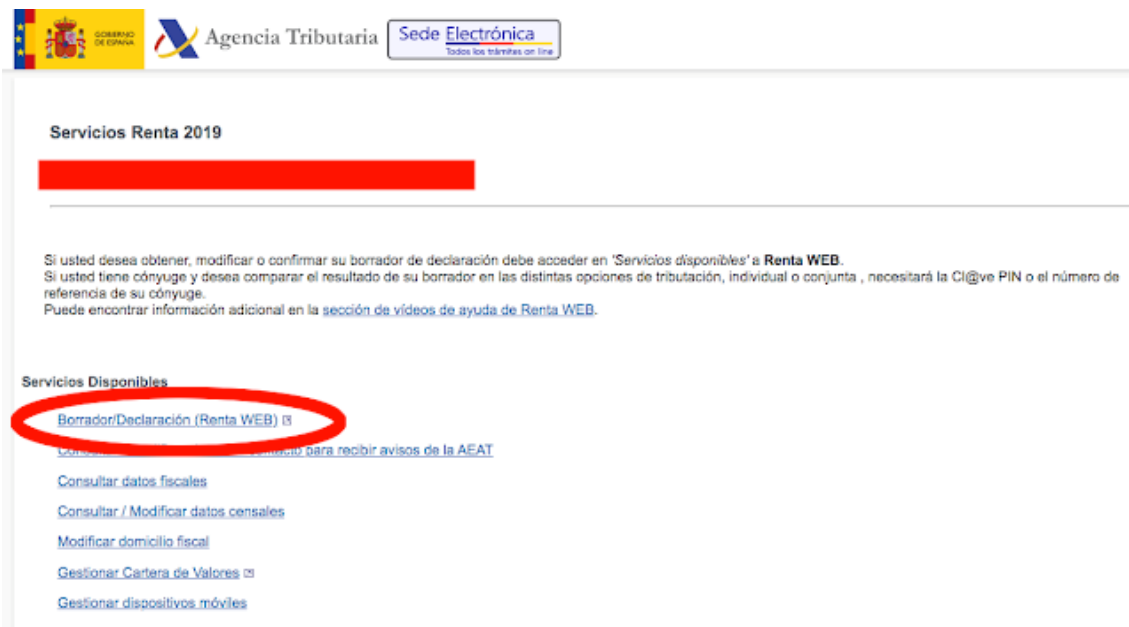 GOBIERNO
DE ESPAÑA
Agencia Tributaria
Sede Electrónica
Todos los trámites on line
Servicios Renta 2019
Si usted desea obtener, modificar o confirmar su borrador de declaración debe acceder en 'Servicios disponibles' a Renta WEB.
Si usted tiene cónyuge y desea comparar el resultado de su borrador en las distintas opciones de tributación, individual o conjunta , necesitará la Cl@ve PIN o el número de
referencia de su cónyuge.
Puede encontrar información adicional en la sección de vídeos de ayuda de Renta WEB.
Servicios Disponibles
Borrador/Declaración (Renta WEB)
para recibir avisos de la AEAT
Consultar datos fiscales
Consultar / Modificar datos censales
Modificar domicilio fiscal
Gestionar Cartera de Valores
Gestionar dispositivos móviles